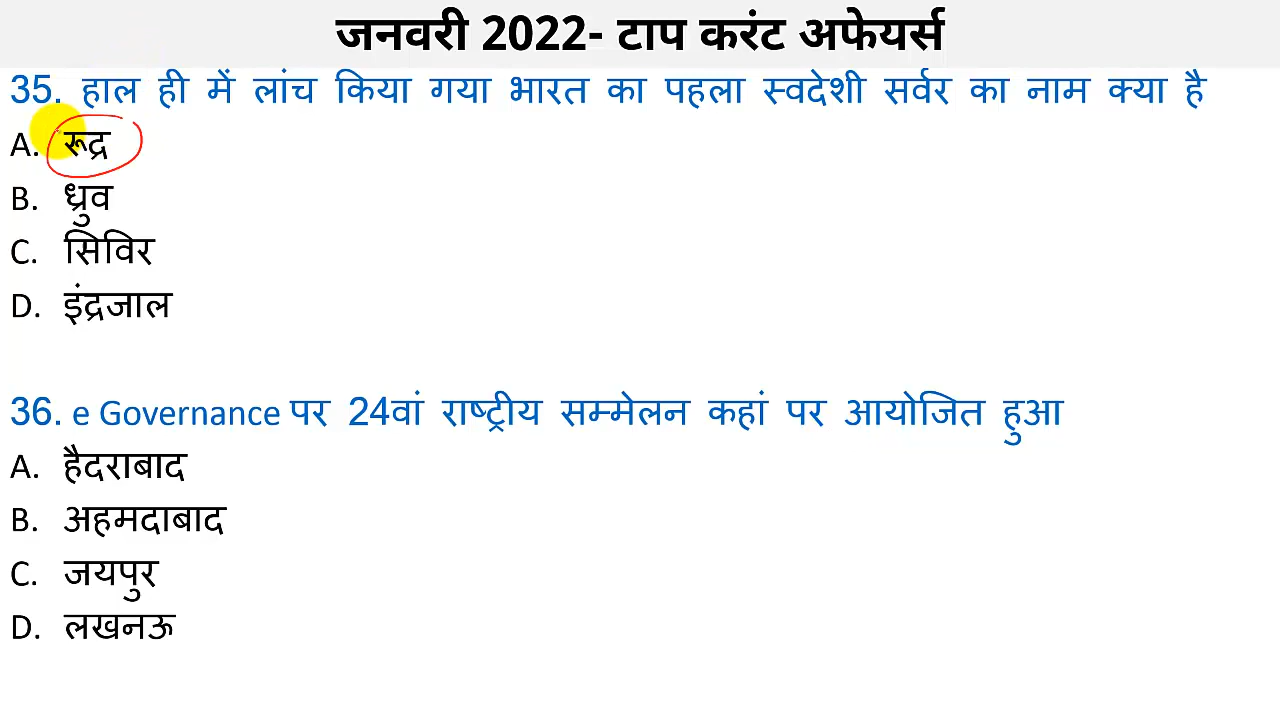 जनवरी 2022- टाप करंट अफेयर्स
35. हाल ही में लांच किया गया भारत का पहला स्वदेशी सर्वर का नाम क्या है
A. रूद्र
B. ध्रुव
C. सिविर
D. इंद्रजाल
36. e Governance पर 24वां राष्ट्रीय सम्मेलन कहां पर आयोजित हुआ
A. हैदराबाद
B. अहमदाबाद
C. जयपुर
D. लखनऊ